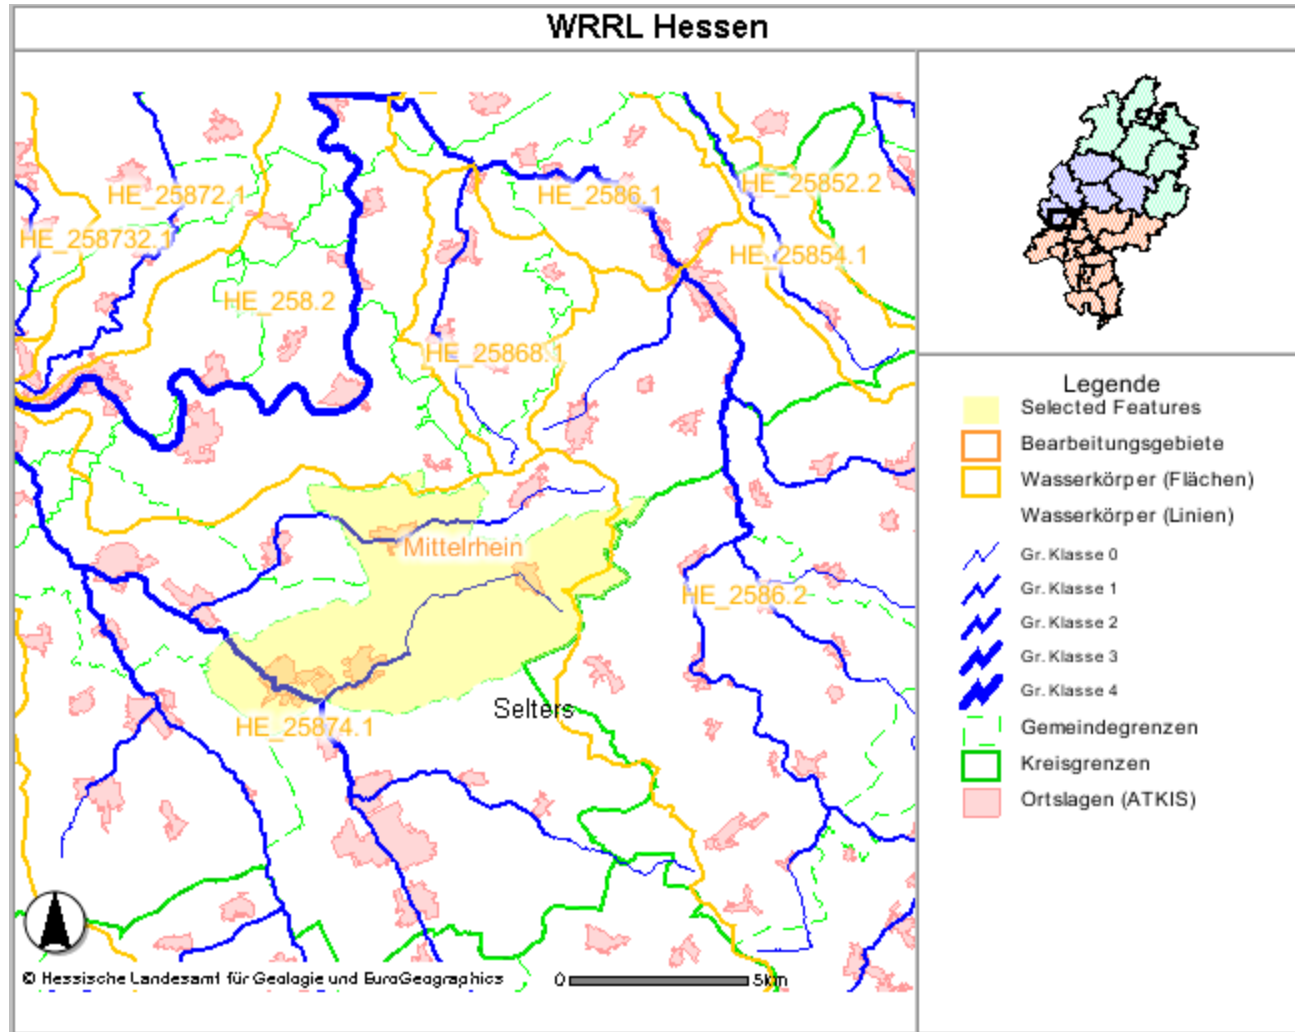 WRRL Hessen
HE_25872.1
HE_2586.1
HE_25852.2
HE_258732.1
HE_25854.1
HE_258.2
HE_25868.1
Mittelrhein
HE_2586.2
Selters
HE_25874.1
© Hessische Landesamt für Geologie und EuroGeographics
0
5km
Legende
Selected Features
Bearbeitungsgebiete
Wasserkörper (Flächen)
Wasserkörper (Linien)
Gr. Klasse 0
Gr. Klasse 1
Gr. Klasse 2
Gr. Klasse 3
Gr. Klasse 4
Gemeindegrenzen
Kreisgrenzen
Ortslagen (ATKIS)